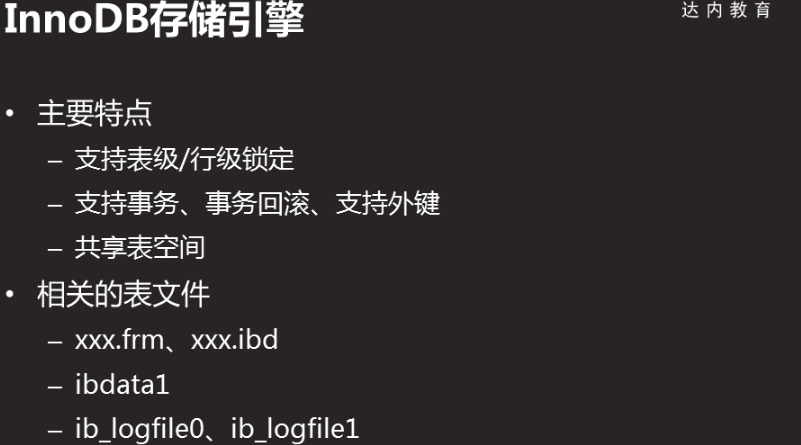 InnoDB存储引擎
达内教育
• 主要特点
– 支持表级/行级锁定
– 支持事务、事务回滚、支持外键
– 共享表空间
• 相关的表文件
– xxx.frm、xxx.ibd
– ibdata1
– ib_logfile0、ib_logfile1